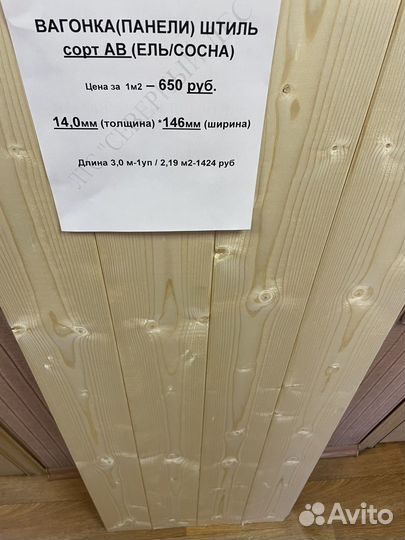 ВАГОНКА(ПАНЕЛИ) ШТИЛЬ
сорт АВ (ЕЛЬ/СОСНА)
Цена за 1м2 – 650 руб.
14,0мм (толщина) *146мм (ширина)
Длина 3,0 м-1уп / 2,19 м2-1424 руб
Avito